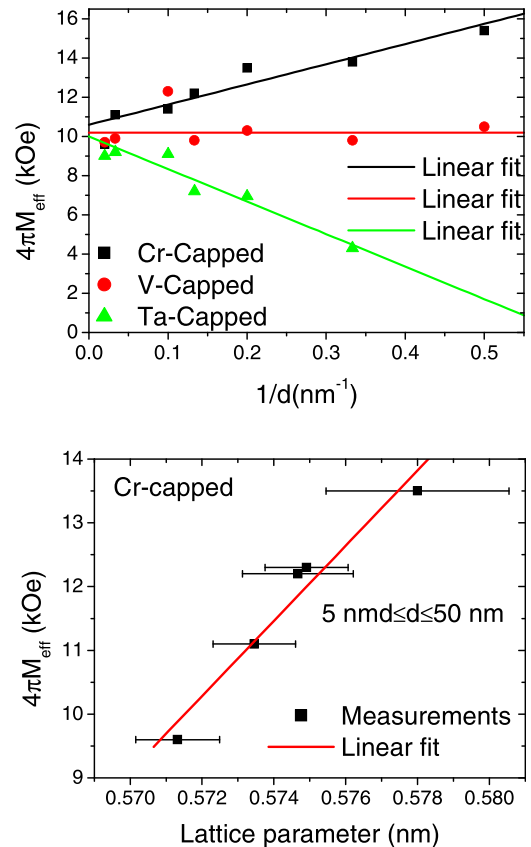 16
14
12
10
8
6
4
2
0
4πM_eff (kOe)
Linear fit
Linear fit
Linear fit
Cr-Capped
V-Capped
Ta-Capped
0.0 0.1 0.2 0.3 0.4 0.5
1/d(nm⁻¹)
14
13
12
11
10
9
4πM_eff (kOe)
Cr-capped
5 nmd≤d≤50 nm
Measurements
Linear fit
0.570 0.572 0.574 0.576 0.578 0.580
Lattice parameter (nm)